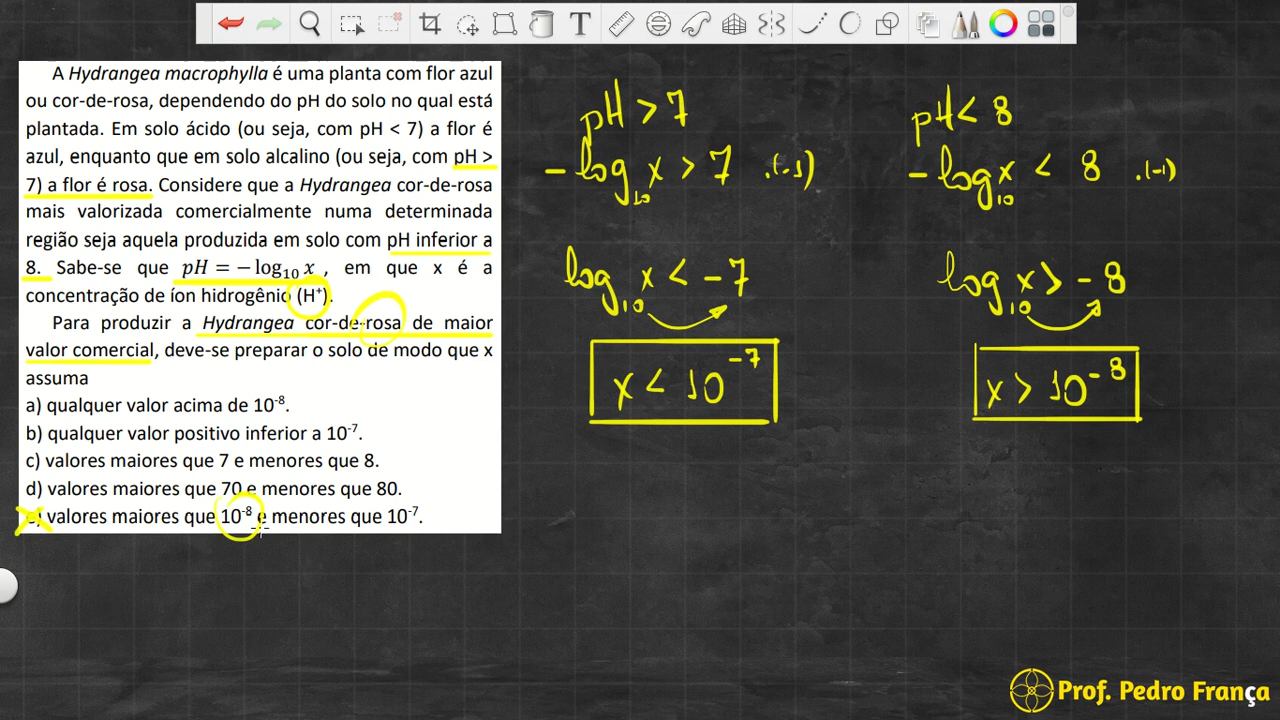 A Hydrangea macrophylla é uma planta com flor azul
ou cor-de-rosa, dependendo do pH do solo no qual está
plantada. Em solo ácido (ou seja, com pH < 7) a flor é
azul, enquanto que em solo alcalino (ou seja, com pH >
7) a flor é rosa. Considere que a Hydrangea cor-de-rosa
mais valorizada comercialmente numa determinada
região seja aquela produzida em solo com pH inferior a
8. Sabe-se que pH = − log₁₀ x , em que x é a
concentração de íon hidrogênio (H⁺).
Para produzir a Hydrangea cor-de-rosa de maior
valor comercial, deve-se preparar o solo de modo que x
assuma
a) qualquer valor acima de 10⁻⁸.
b) qualquer valor positivo inferior a 10⁻⁷.
c) valores maiores que 7 e menores que 8.
d) valores maiores que 70 e menores que 80.
e) valores maiores que 10⁻⁸ e menores que 10⁻⁷.
pH > 7
− log₁₀ x > 7 .(-1)
log₁₀ x < − 7
x < 10⁻⁷
pH < 8
− log₁₀ x < 8 .(-1)
log₁₀ x > − 8
x > 10⁻⁸
Prof. Pedro França